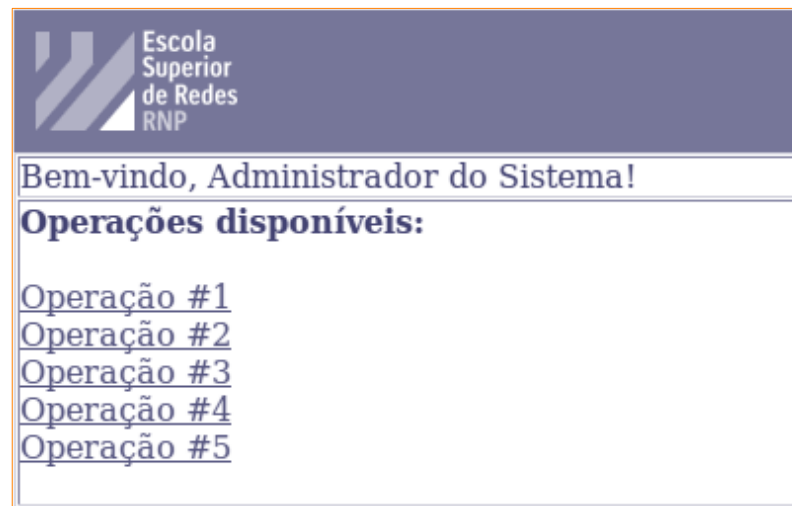 Escola
Superior
de Redes
RNP
Bem-vindo, Administrador do Sistema!
Operações disponíveis:
Operação #1
Operação #2
Operação #3
Operação #4
Operação #5